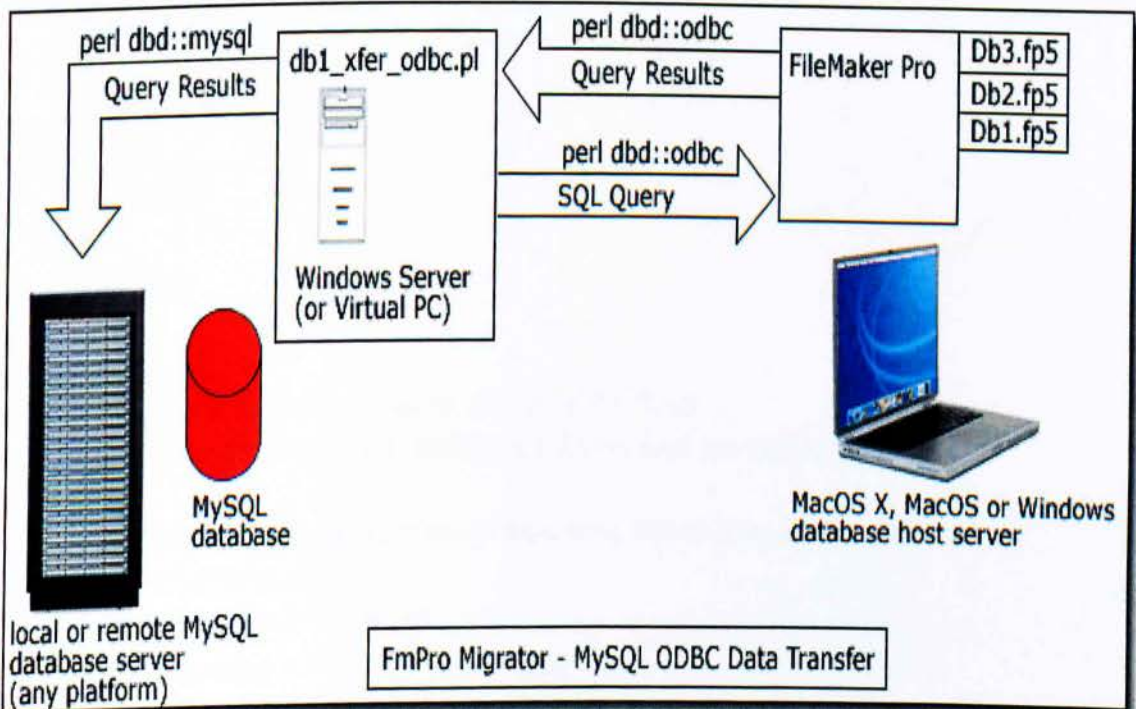 perl dbd::mysql
Query Results
db1_xfer_odbc.pl
Windows Server
(or Virtual PC)
perl dbd::odbc
Query Results
perl dbd::odbc
SQL Query
FileMaker Pro
Db3.fp5
Db2.fp5
Db1.fp5
MySQL
database
MacOS X, MacOS or Windows
database host server
local or remote MySQL
database server
(any platform)
FmPro Migrator - MySQL ODBC Data Transfer